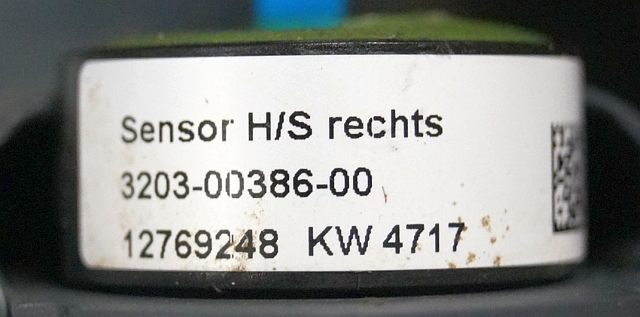 Sensor H/S rechts
3203-00386-00
12769248 KW 4717